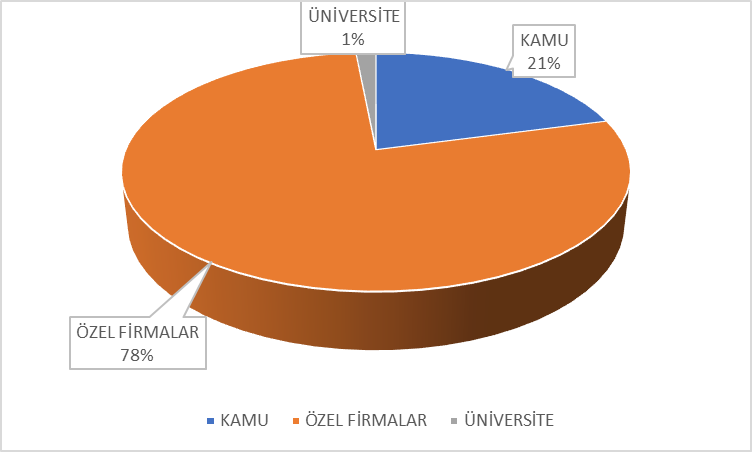 ÜNİVERSİTE
1%
KAMU
21%
ÖZEL FİRMALAR
78%
KAMU ÖZEL FİRMALAR ÜNİVERSİTE